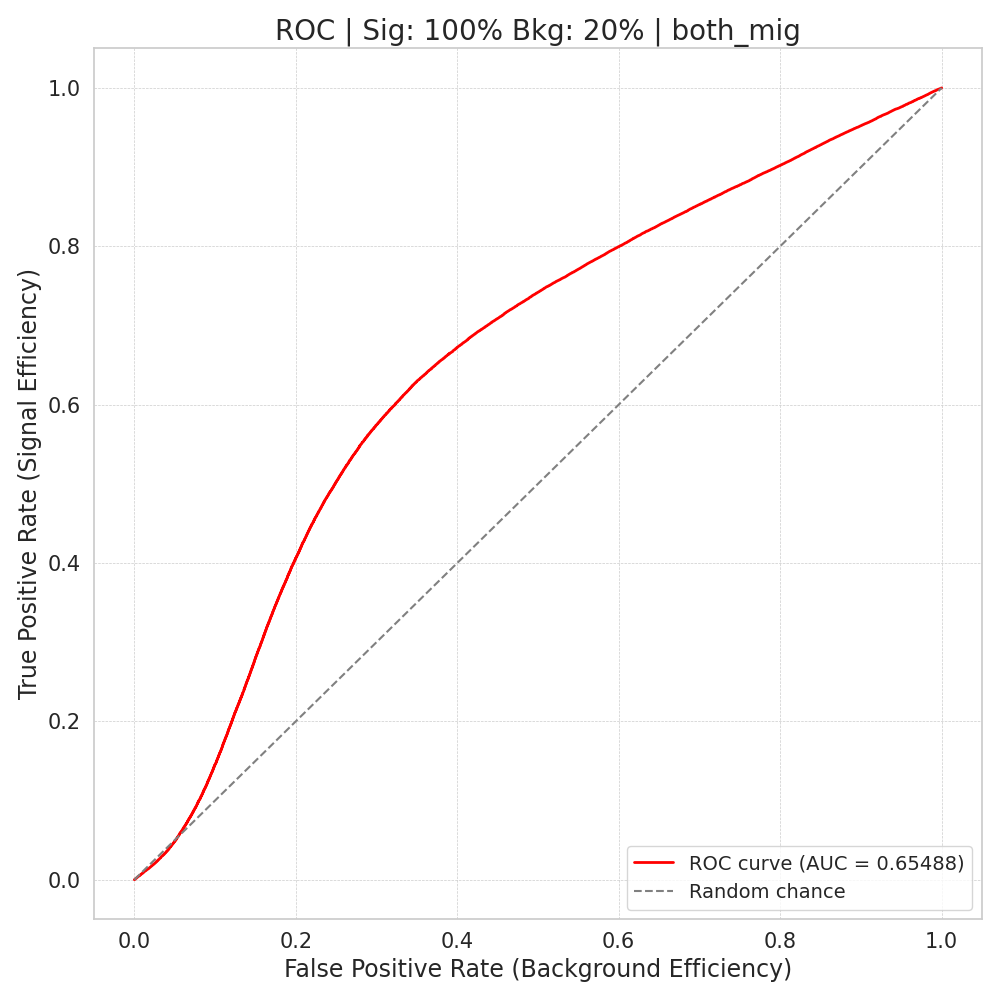 ROC | Sig: 100% Bkg: 20% | both_mig
True Positive Rate (Signal Efficiency)
1.0
0.8
0.6
0.4
0.2
0.0
ROC curve (AUC = 0.65488)
Random chance
0.0 0.2 0.4 0.6 0.8 1.0
False Positive Rate (Background Efficiency)